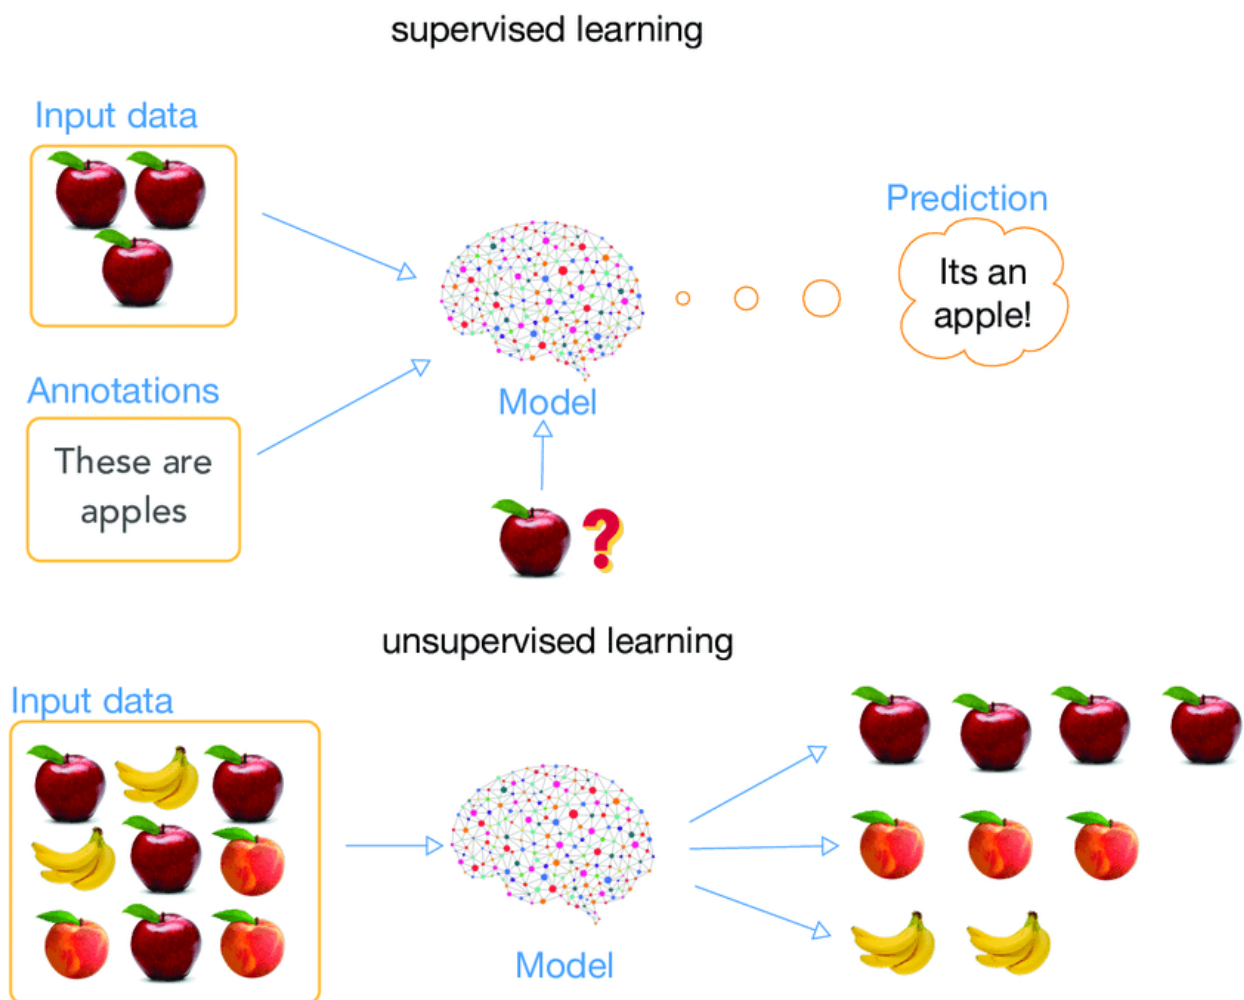 supervised learning
Input data
Prediction
Its an
apple!
Annotations
These are
apples
Model
?
unsupervised learning
Input data
Model